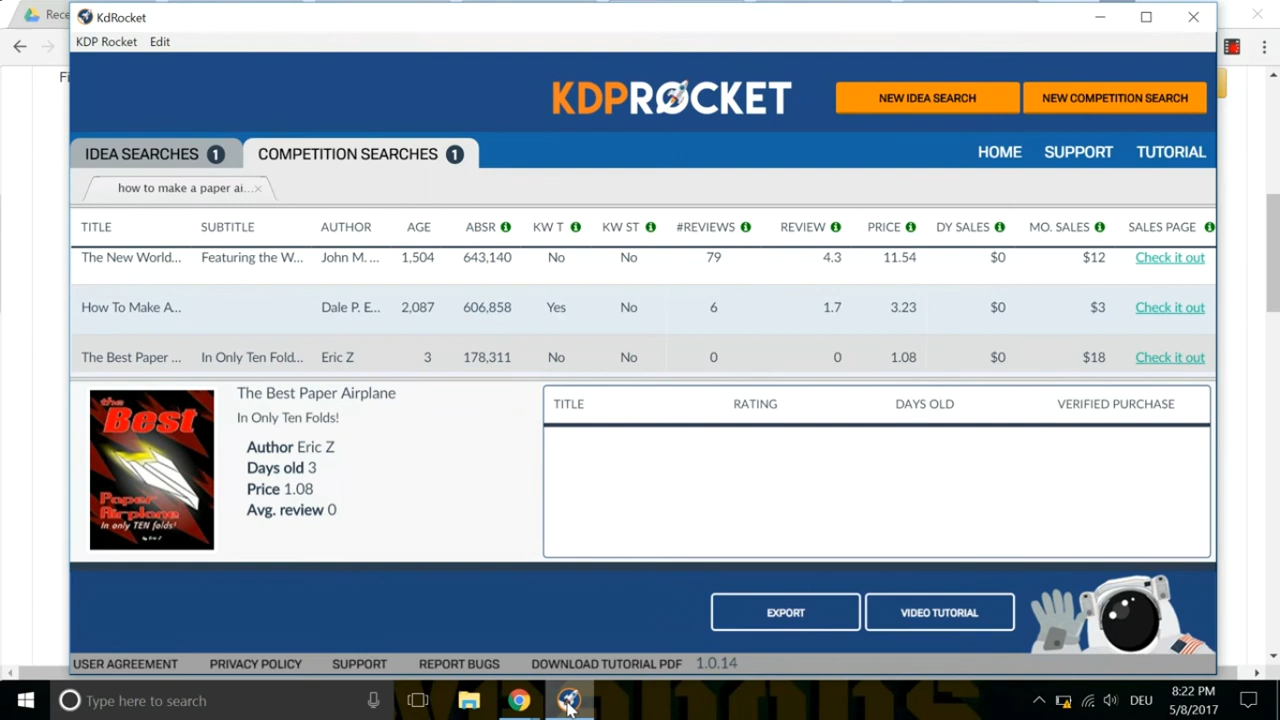 Rece
KdRocket
KDP Rocket Edit
Fi
KDPROCKET
NEW IDEA SEARCH NEW COMPETITION SEARCH
IDEA SEARCHES 1 COMPETITION SEARCHES 1 HOME SUPPORT TUTORIAL
how to make a paper ai...
TITLE SUBTITLE AUTHOR AGE ABSR KW T KW ST #REVIEWS REVIEW PRICE DY SALES MO. SALES SALES PAGE
The New World... Featuring the W... John M. ... 1,504 643,140 No No 79 4.3 11.54 $0 $12 Check it out
How To Make A... Dale P. E... 2,087 606,858 Yes No 6 1.7 3.23 $0 $3 Check it out
The Best Paper ... In Only Ten Fold... Eric Z 3 178,311 No No 0 0 1.08 $0 $18 Check it out
the
Best
Paper
Airplane
In only TEN folds!
by Eric Z
The Best Paper Airplane
In Only Ten Folds!
Author Eric Z
Days old 3
Price 1.08
Avg. review 0
TITLE RATING DAYS OLD VERIFIED PURCHASE
EXPORT VIDEO TUTORIAL
USER AGREEMENT PRIVACY POLICY SUPPORT REPORT BUGS DOWNLOAD TUTORIAL PDF 1.0.14
Type here to search
DEU
8:22 PM
5/8/2017